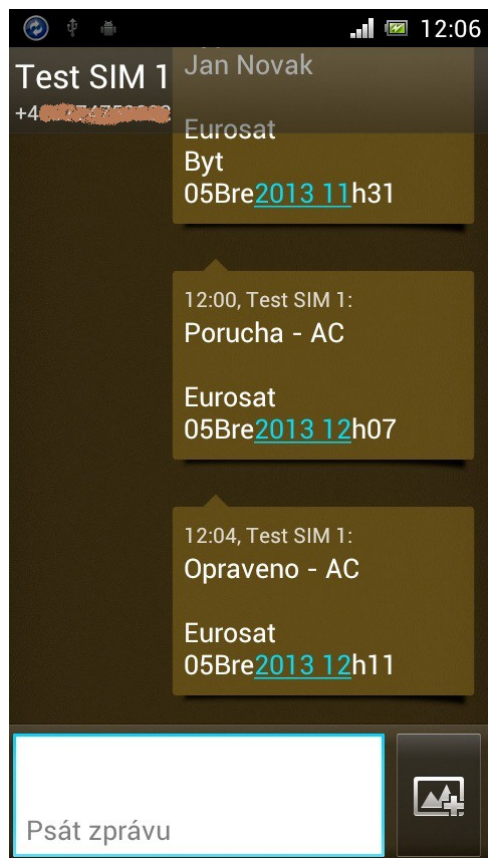 12:06
Test SIM 1
+4
Jan Novak
Eurosat
Byt
05Bre2013 11h31
12:00, Test SIM 1:
Porucha - AC
Eurosat
05Bre2013 12h07
12:04, Test SIM 1:
Opraveno - AC
Eurosat
05Bre2013 12h11
Psát zprávu